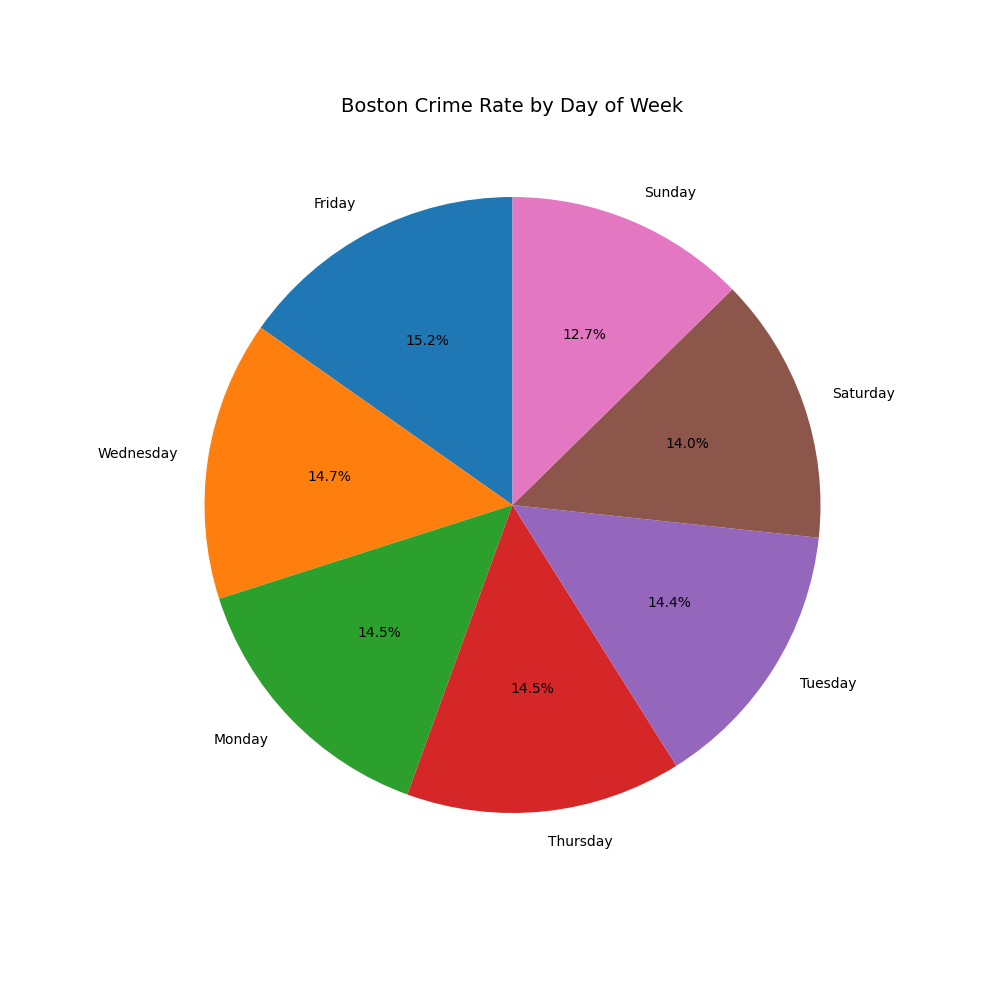 Boston Crime Rate by Day of Week
Friday
15.2%
Wednesday
14.7%
Monday
14.5%
Thursday
14.5%
Tuesday
14.4%
Saturday
14.0%
Sunday
12.7%